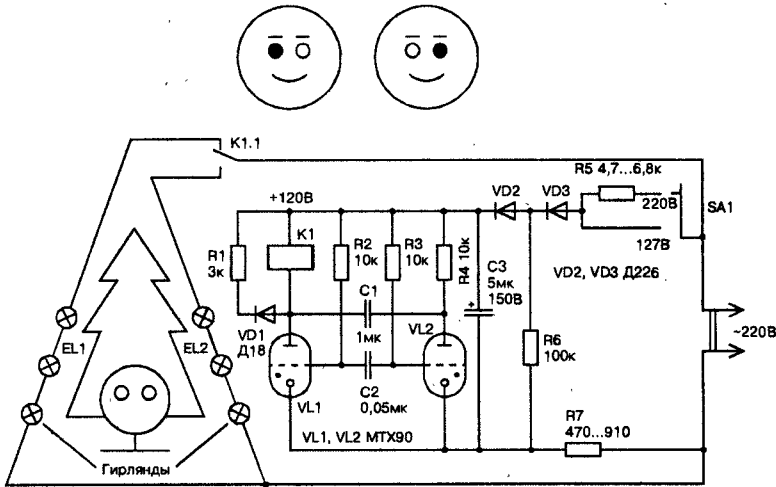 K1.1
R5 4,7...6,8к
VD2
VD3
220В
SA1
+120В
127В
R1
3к
K1
R2
10к
R3
10к
R4 10к
C3
5мк
150В
VD2, VD3 Д226
+
C1
1мк
VD1
Д18
VL2
EL1
EL2
R6
100к
~220В
C2
0,05мк
VL1
R7
470...910
VL1, VL2 МТХ90
Гирлянды